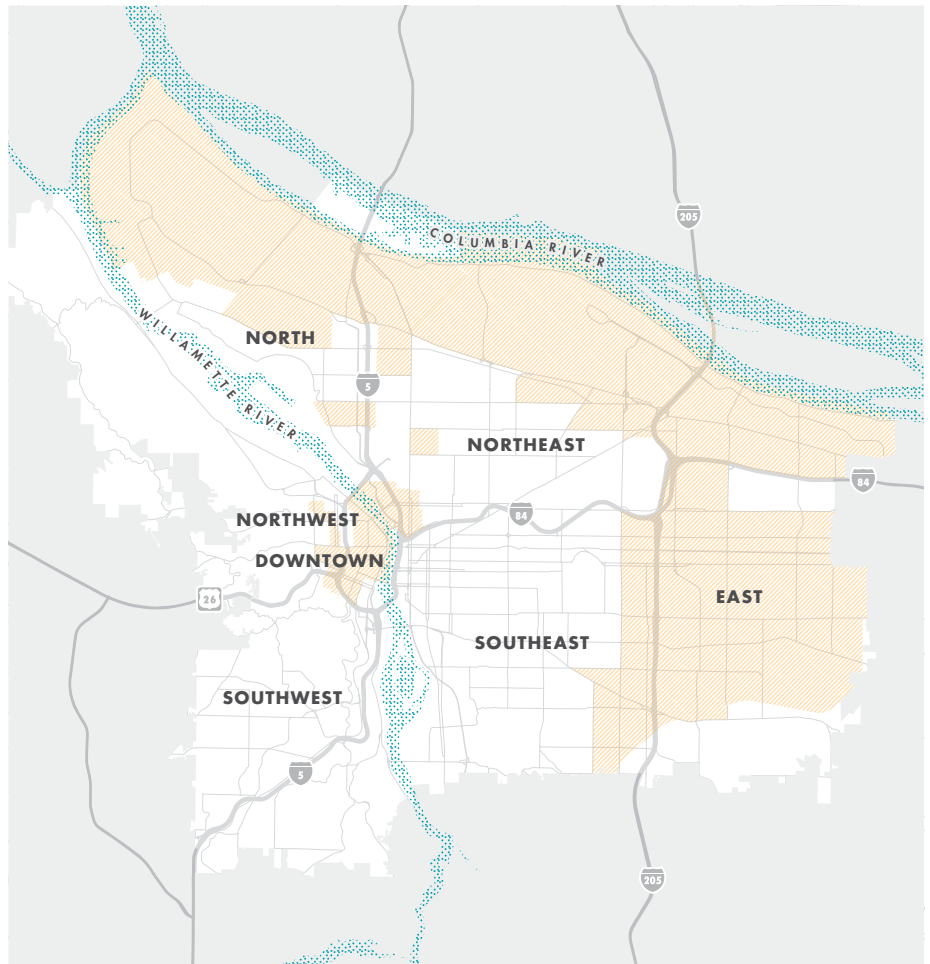 205
COLUMBIA RIVER
WILLAMETTE RIVER
NORTH
5
NORTHEAST
84
84
NORTHWEST
DOWNTOWN
26
EAST
SOUTHEAST
SOUTHWEST
5
205